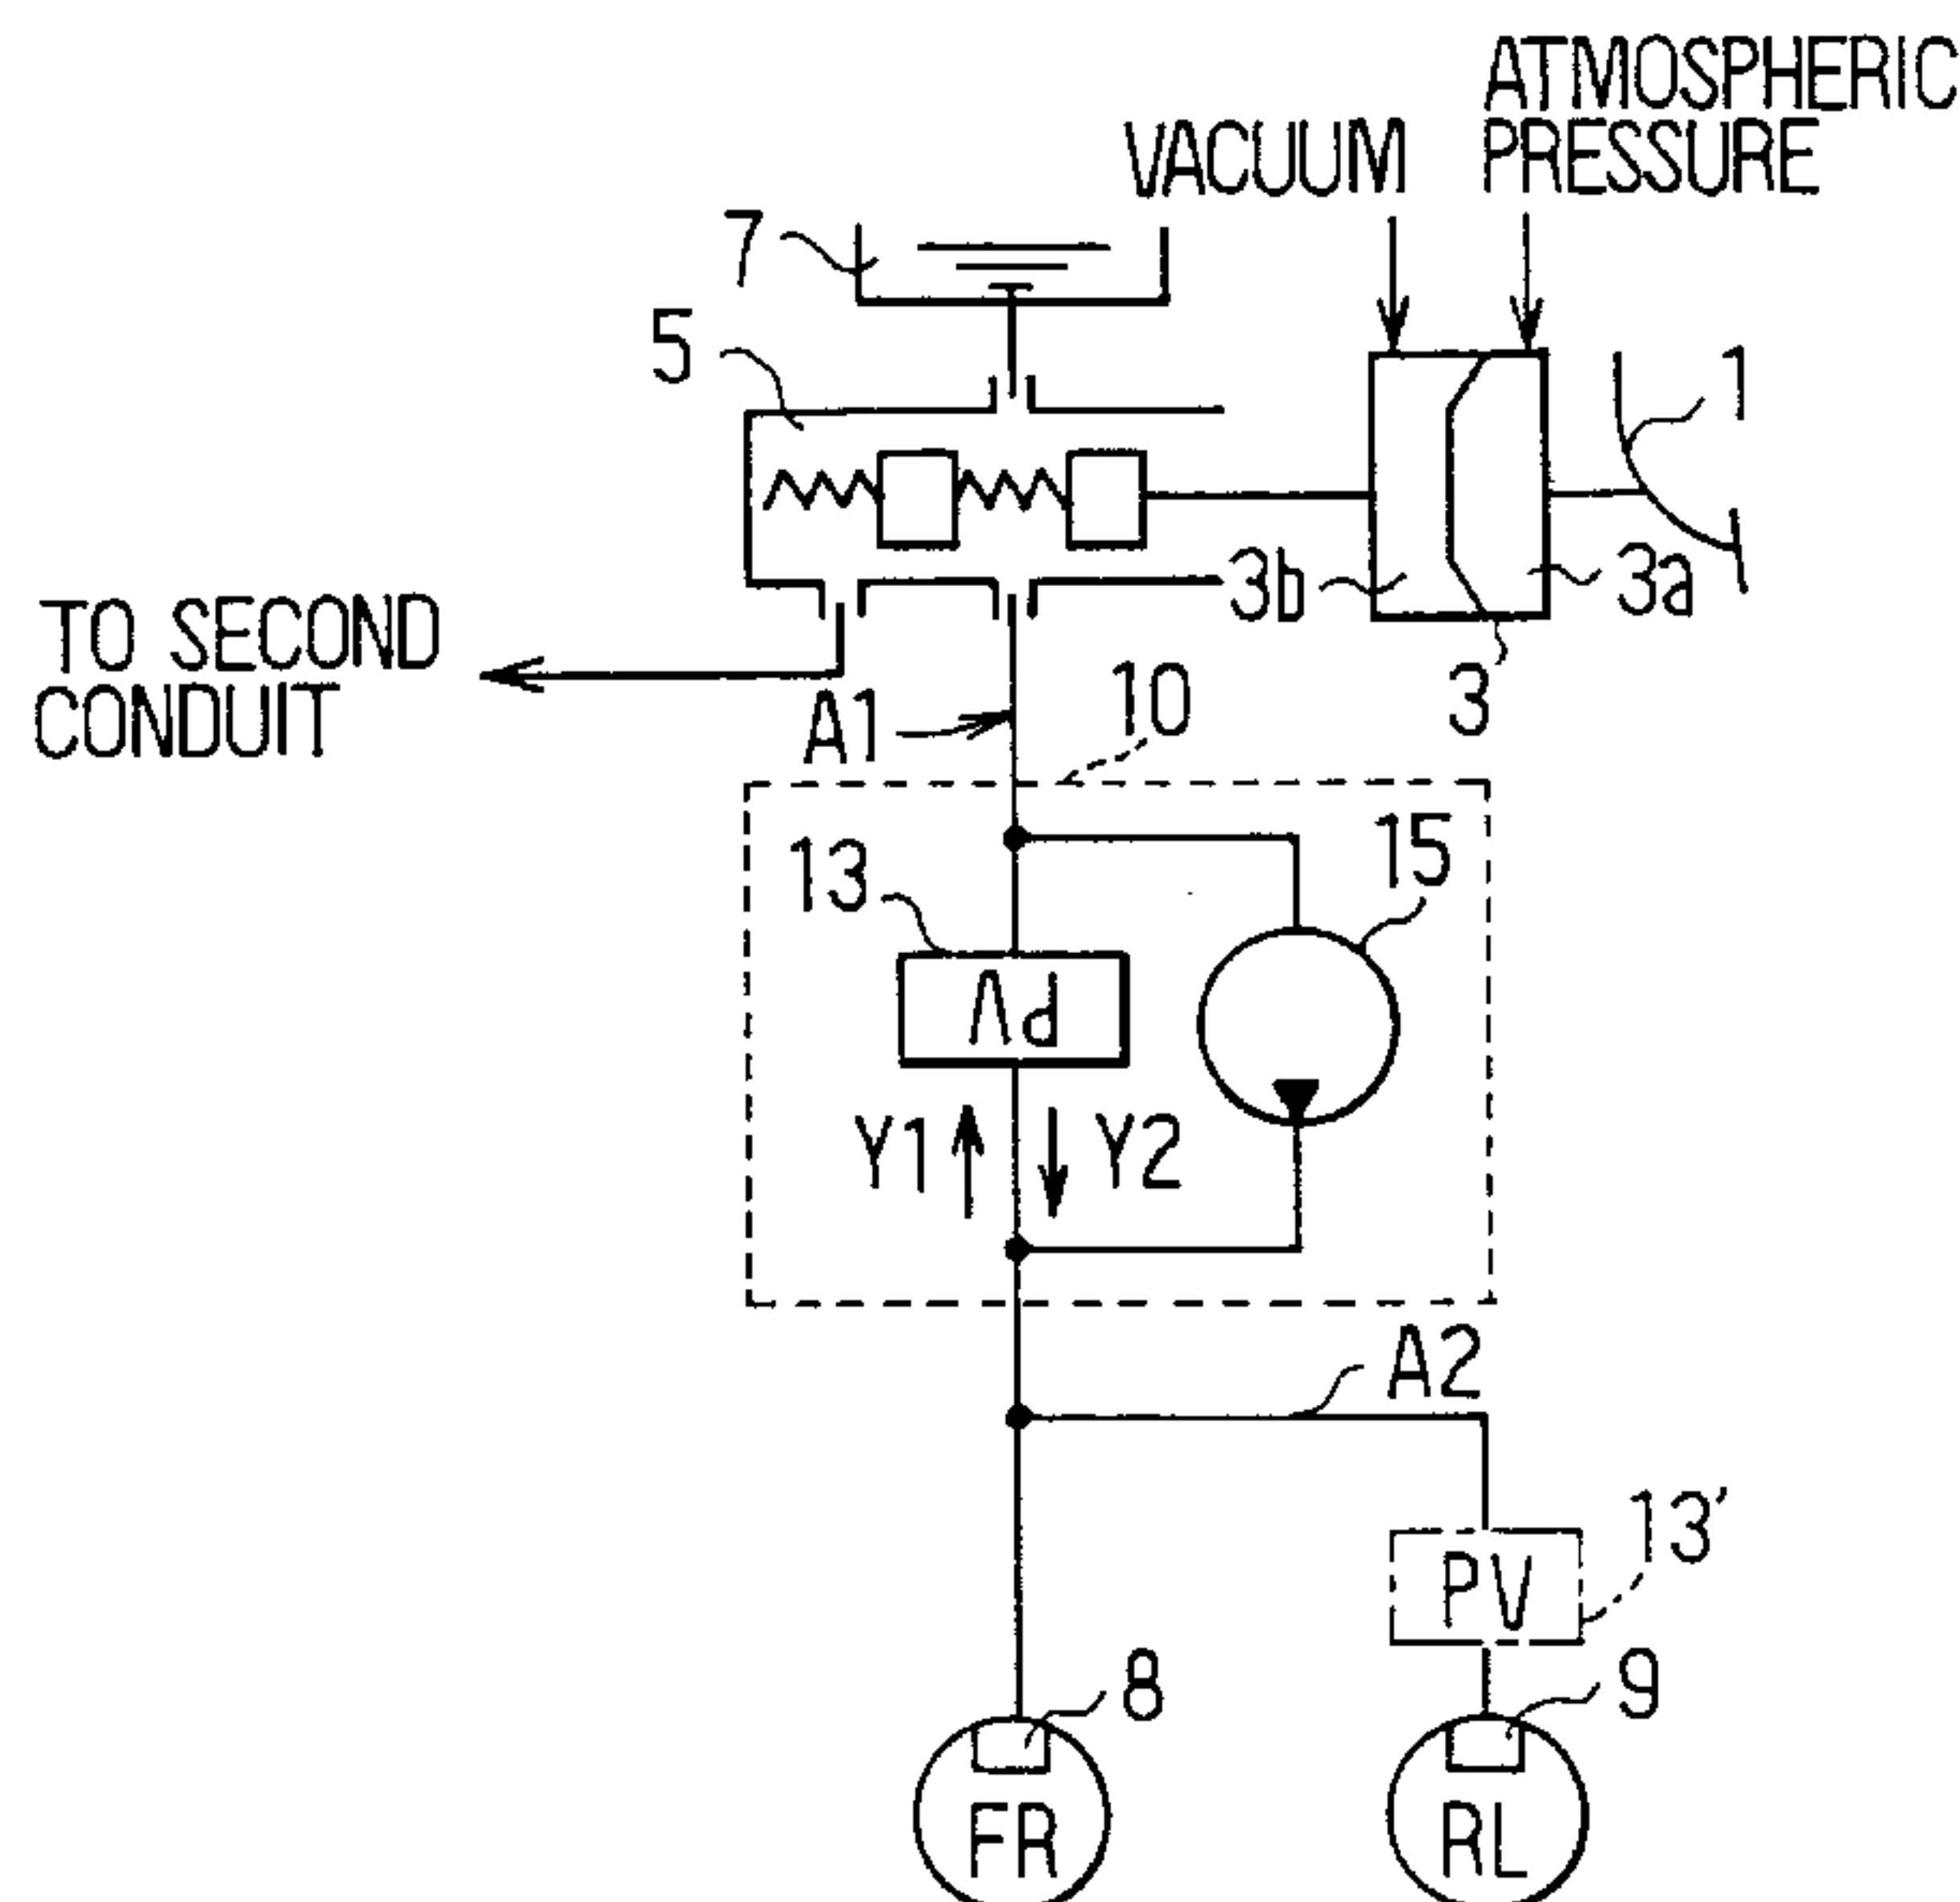 ATMOSPHERIC
PRESSURE
VACUUM
7
5
1
3b
3a
3
TO SECOND
CONDUIT
A1
10
13
15
PV
Y1
Y2
A2
13'
PV
8
9
FR
RL